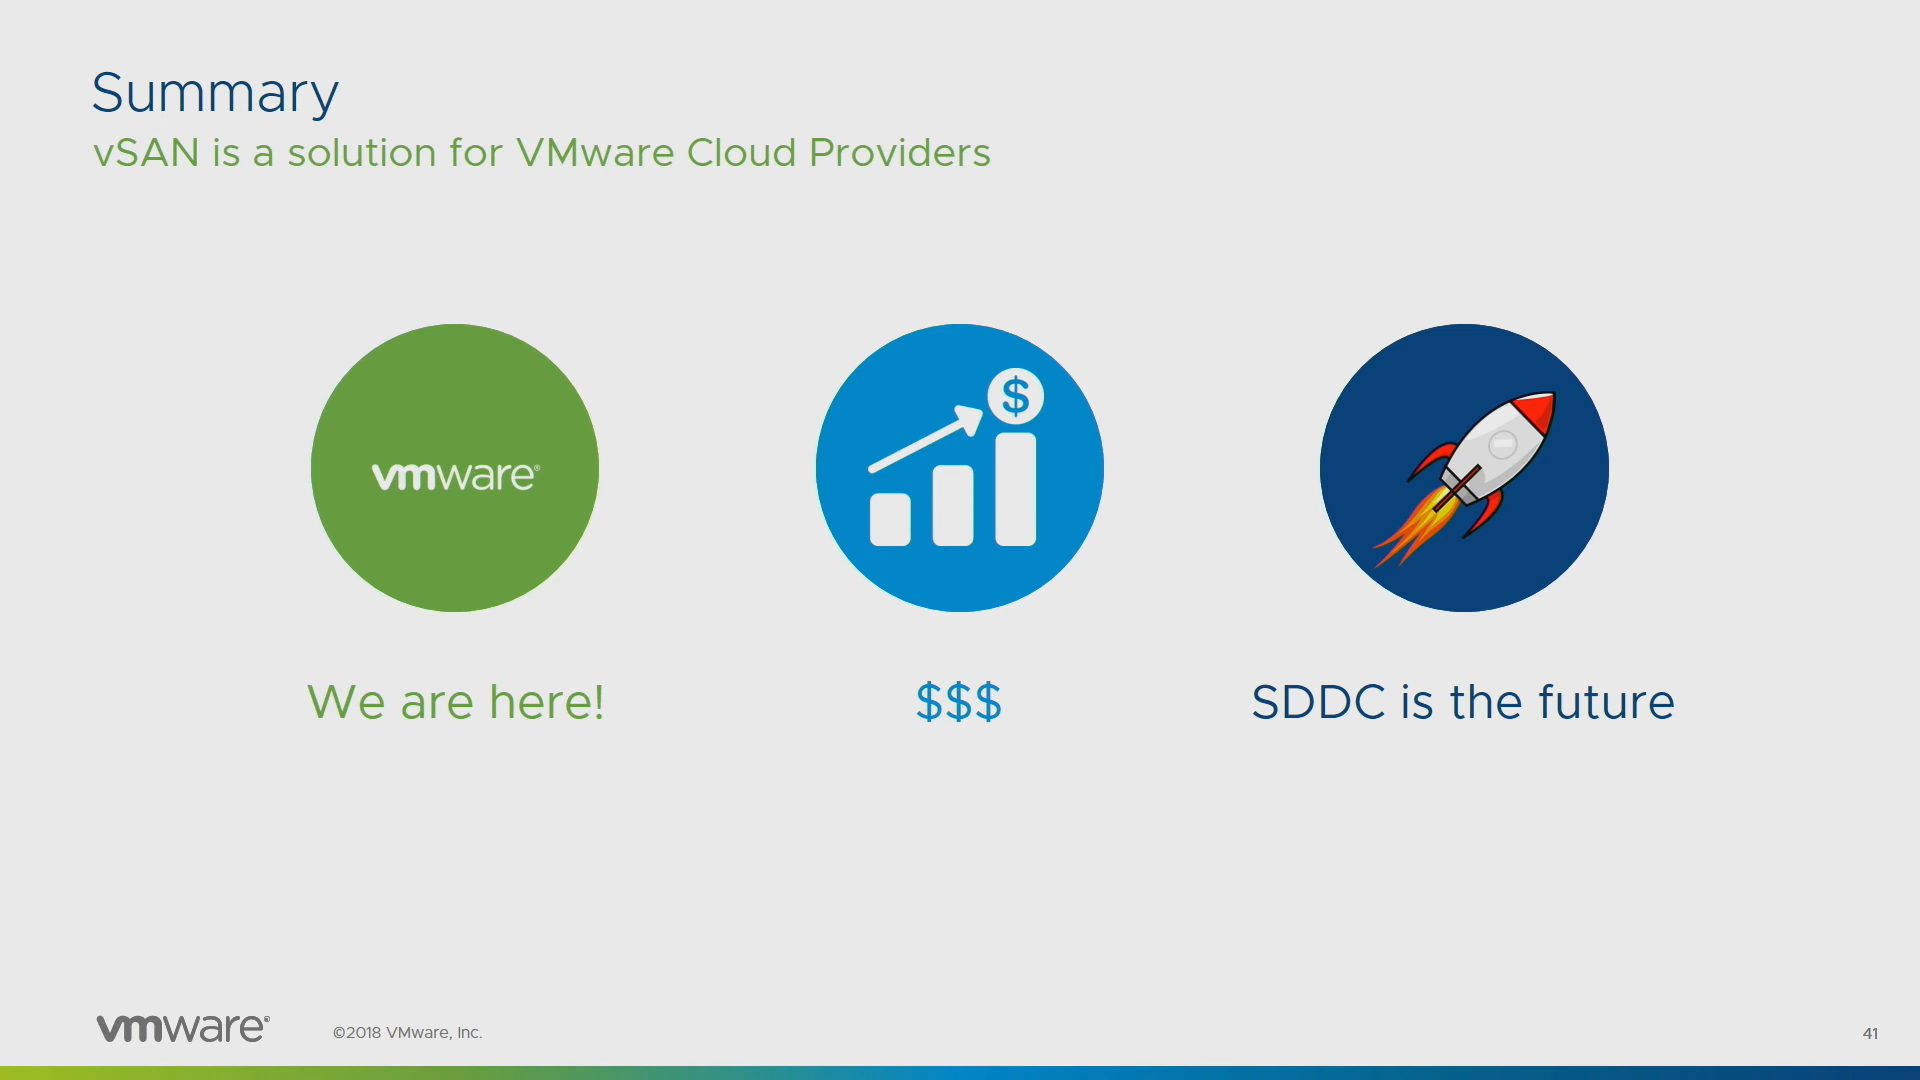 Summary
vSAN is a solution for VMware Cloud Providers
vmware®
$
We are here!
$$$
SDDC is the future
vmware®
©2018 VMware, Inc.
41